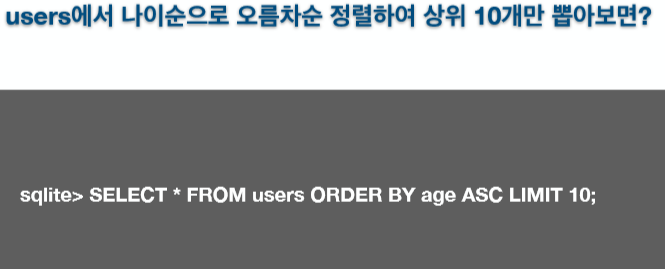 users에서 나이순으로 오름차순 정렬하여 상위 10개만 뽑아보면?
sqlite> SELECT * FROM users ORDER BY age ASC LIMIT 10;